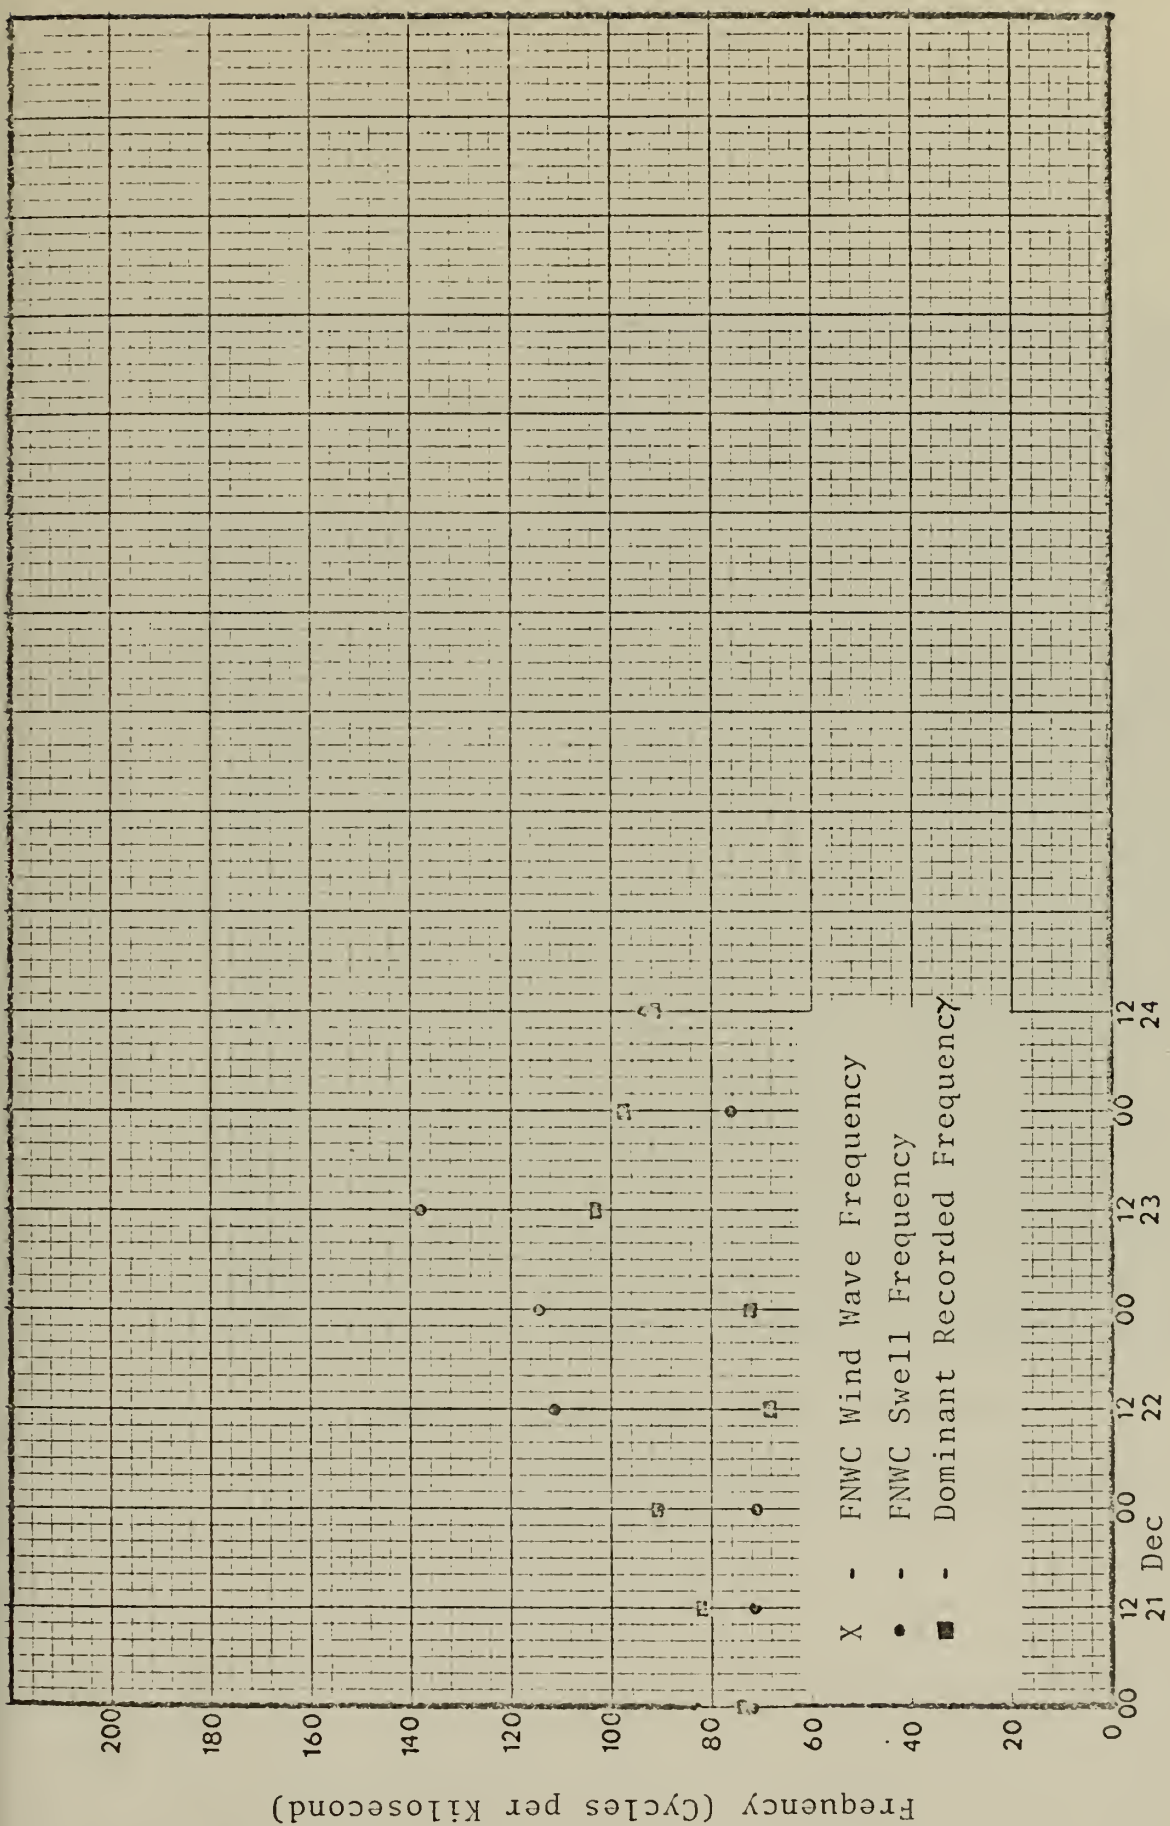 Frequency (Cycles per Kilosecond)
200
180
160
140
120
100
80
60
40
20
0
X - FNWC Wind Wave Frequency
• - FNWC Swell Frequency
■ - Dominant Recorded Frequency
00 12 00 12 00 12 00 12
21 Dec 22 23 24